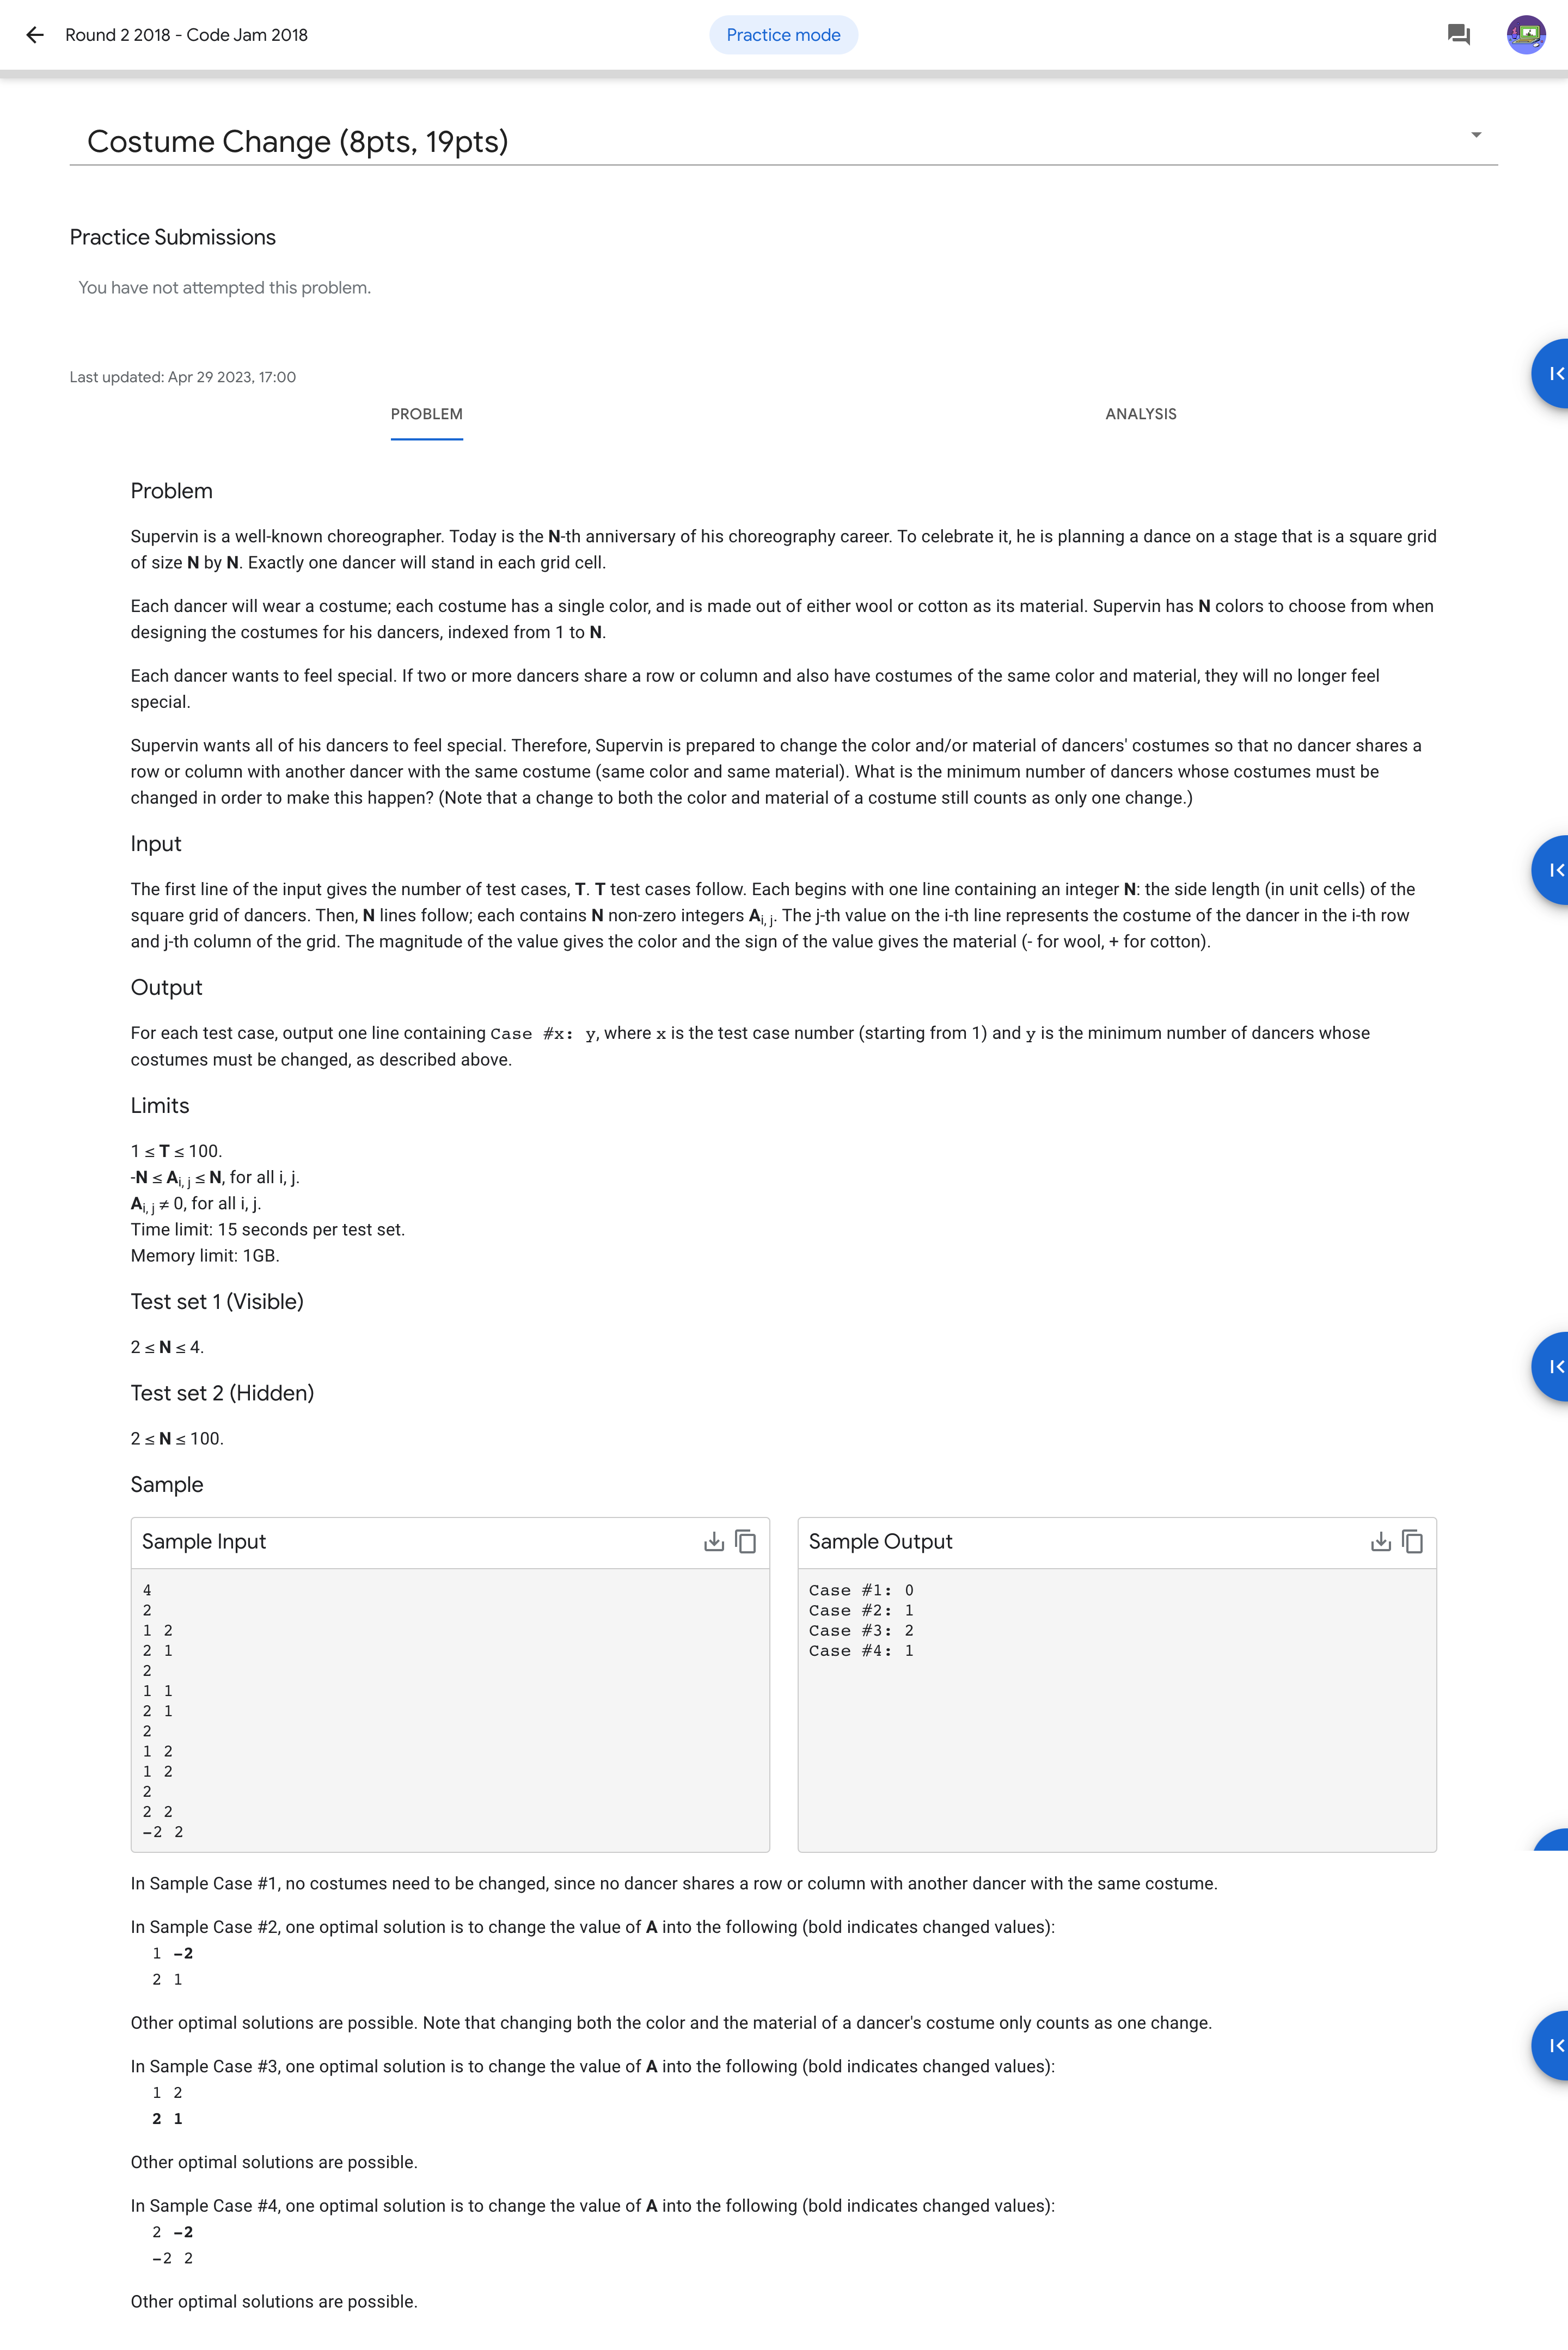 Round 2 2018 - Code Jam 2018
Practice mode
Costume Change (8pts, 19pts)
Practice Submissions
You have not attempted this problem.
Last updated: Apr 29 2023, 17:00
PROBLEM
ANALYSIS
Problem
Supervin is a well-known choreographer. Today is the N-th anniversary of his choreography career. To celebrate it, he is planning a dance on a stage that is a square grid
of size N by N. Exactly one dancer will stand in each grid cell.
Each dancer will wear a costume; each costume has a single color, and is made out of either wool or cotton as its material. Supervin has N colors to choose from when
designing the costumes for his dancers, indexed from 1 to N.
Each dancer wants to feel special. If two or more dancers share a row or column and also have costumes of the same color and material, they will no longer feel
special.
Supervin wants all of his dancers to feel special. Therefore, Supervin is prepared to change the color and/or material of dancers' costumes so that no dancer shares a
row or column with another dancer with the same costume (same color and same material). What is the minimum number of dancers whose costumes must be
changed in order to make this happen? (Note that a change to both the color and material of a costume still counts as only one change.)
Input
The first line of the input gives the number of test cases, T. T test cases follow. Each begins with one line containing an integer N: the side length (in unit cells) of the
square grid of dancers. Then, N lines follow; each contains N non-zero integers Ai, j. The j-th value on the i-th line represents the costume of the dancer in the i-th row
and j-th column of the grid. The magnitude of the value gives the color and the sign of the value gives the material (- for wool, + for cotton).
Output
For each test case, output one line containing Case #x: y, where x is the test case number (starting from 1) and y is the minimum number of dancers whose
costumes must be changed, as described above.
Limits
1 ≤ T ≤ 100.
-N ≤ Ai, j ≤ N, for all i, j.
Ai, j ≠ 0, for all i, j.
Time limit: 15 seconds per test set.
Memory limit: 1GB.
Test set 1 (Visible)
2 ≤ N ≤ 4.
Test set 2 (Hidden)
2 ≤ N ≤ 100.
Sample
Sample Input
4
2
1 2
2 1
2
1 1
2 1
2
1 2
1 2
2
2 2
-2 2
Sample Output
Case #1: 0
Case #2: 1
Case #3: 2
Case #4: 1
In Sample Case #1, no costumes need to be changed, since no dancer shares a row or column with another dancer with the same costume.
In Sample Case #2, one optimal solution is to change the value of A into the following (bold indicates changed values):
1 -2
2 1
Other optimal solutions are possible. Note that changing both the color and the material of a dancer's costume only counts as one change.
In Sample Case #3, one optimal solution is to change the value of A into the following (bold indicates changed values):
1 2
2 1
Other optimal solutions are possible.
In Sample Case #4, one optimal solution is to change the value of A into the following (bold indicates changed values):
2 -2
-2 2
Other optimal solutions are possible.